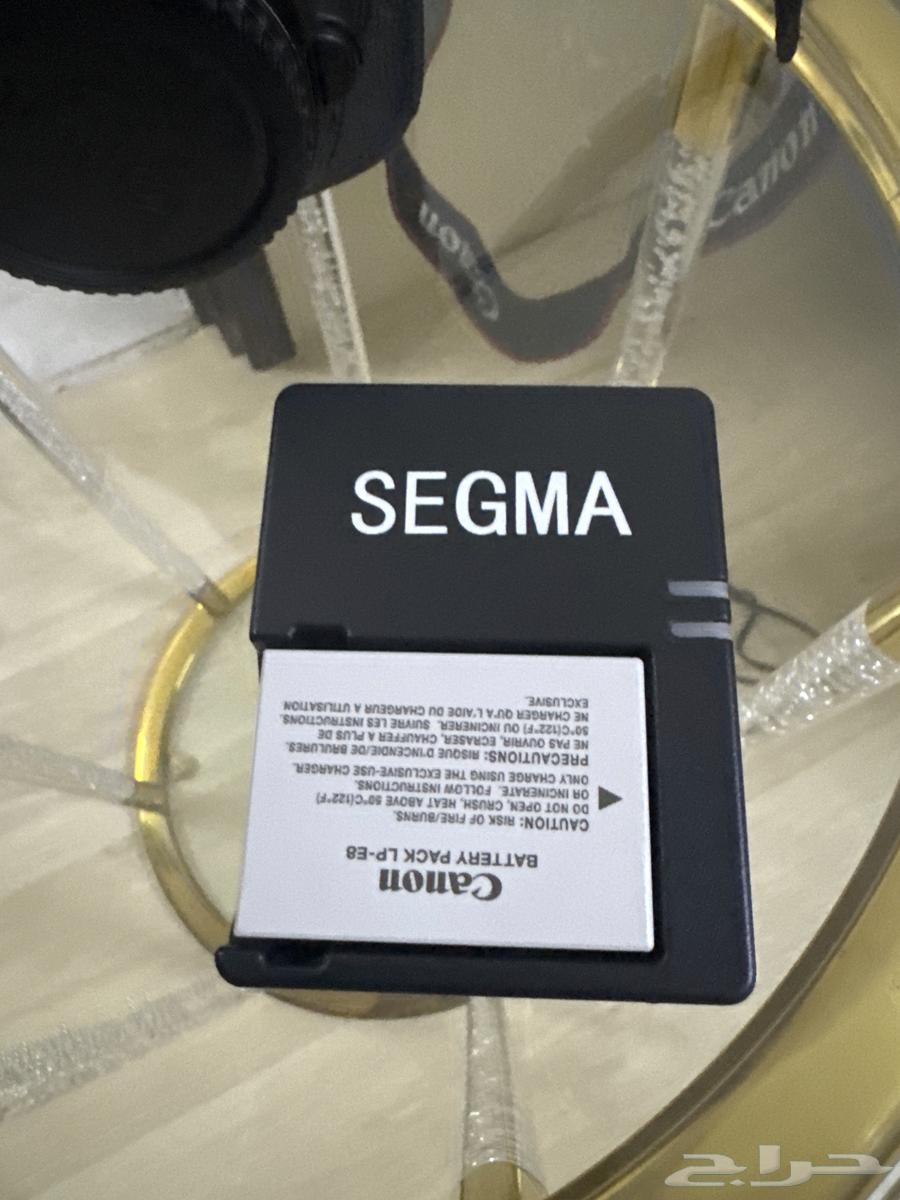 Canon
Canon
SEGMA
Canon
BATTERY PACK LP-E8
CAUTION: RISK OF FIRE/BURNS.
DO NOT OPEN, CRUSH, HEAT ABOVE 50°C(122°F)
OR INCINERATE. FOLLOW INSTRUCTIONS.
ONLY CHARGE USING THE EXCLUSIVE-USE CHARGER.
PRECAUTIONS: RISQUE D'INCENDIE/DE BRULURES.
NE PAS OUVRIR, ECRASER, CHAUFFER A PLUS DE
50°C(122°F) OU INCINERER. SUIVRE LES INSTRUCTIONS.
NE CHARGER QU'A L'AIDE DU CHARGEUR A UTILISATION
EXCLUSIVE.
حراج